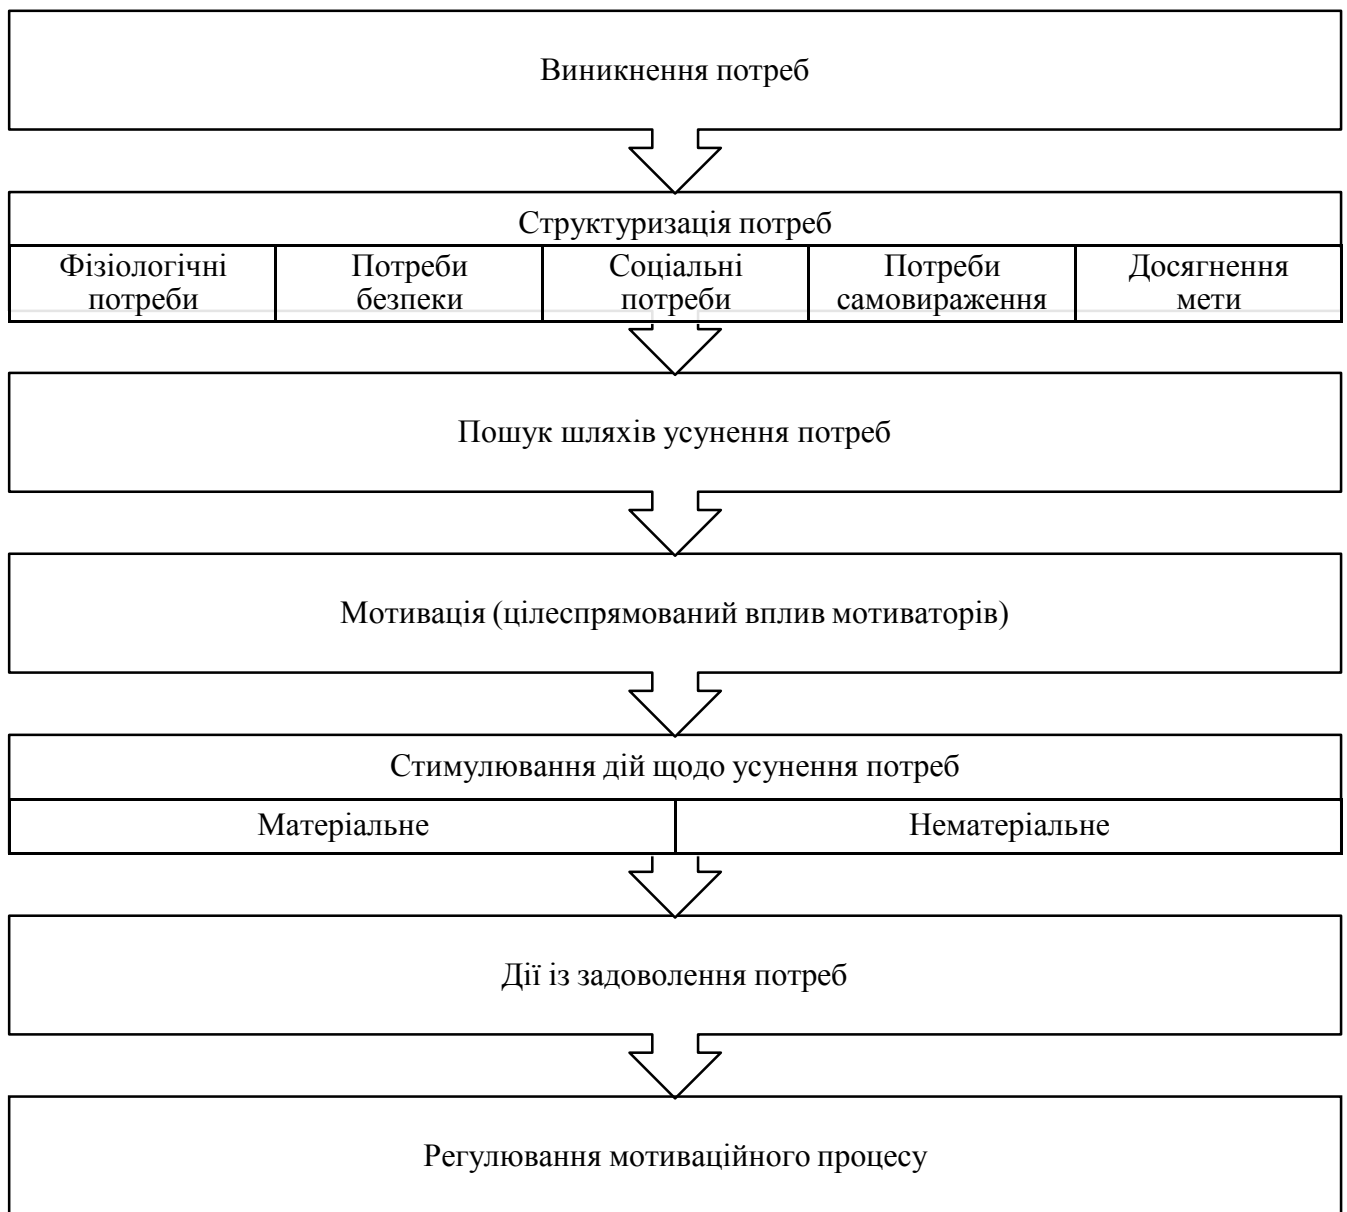 Виникнення потреб
Структуризація потреб
Фізіологічні
потреби
Потреби
безпеки
Соціальні
потреби
Потреби
самовираження
Досягнення
мети
Пошук шляхів усунення потреб
Мотивація (цілеспрямований вплив мотиваторів)
Стимулювання дій щодо усунення потреб
Матеріальне
Нематеріальне
Дії із задоволення потреб
Регулювання мотиваційного процесу